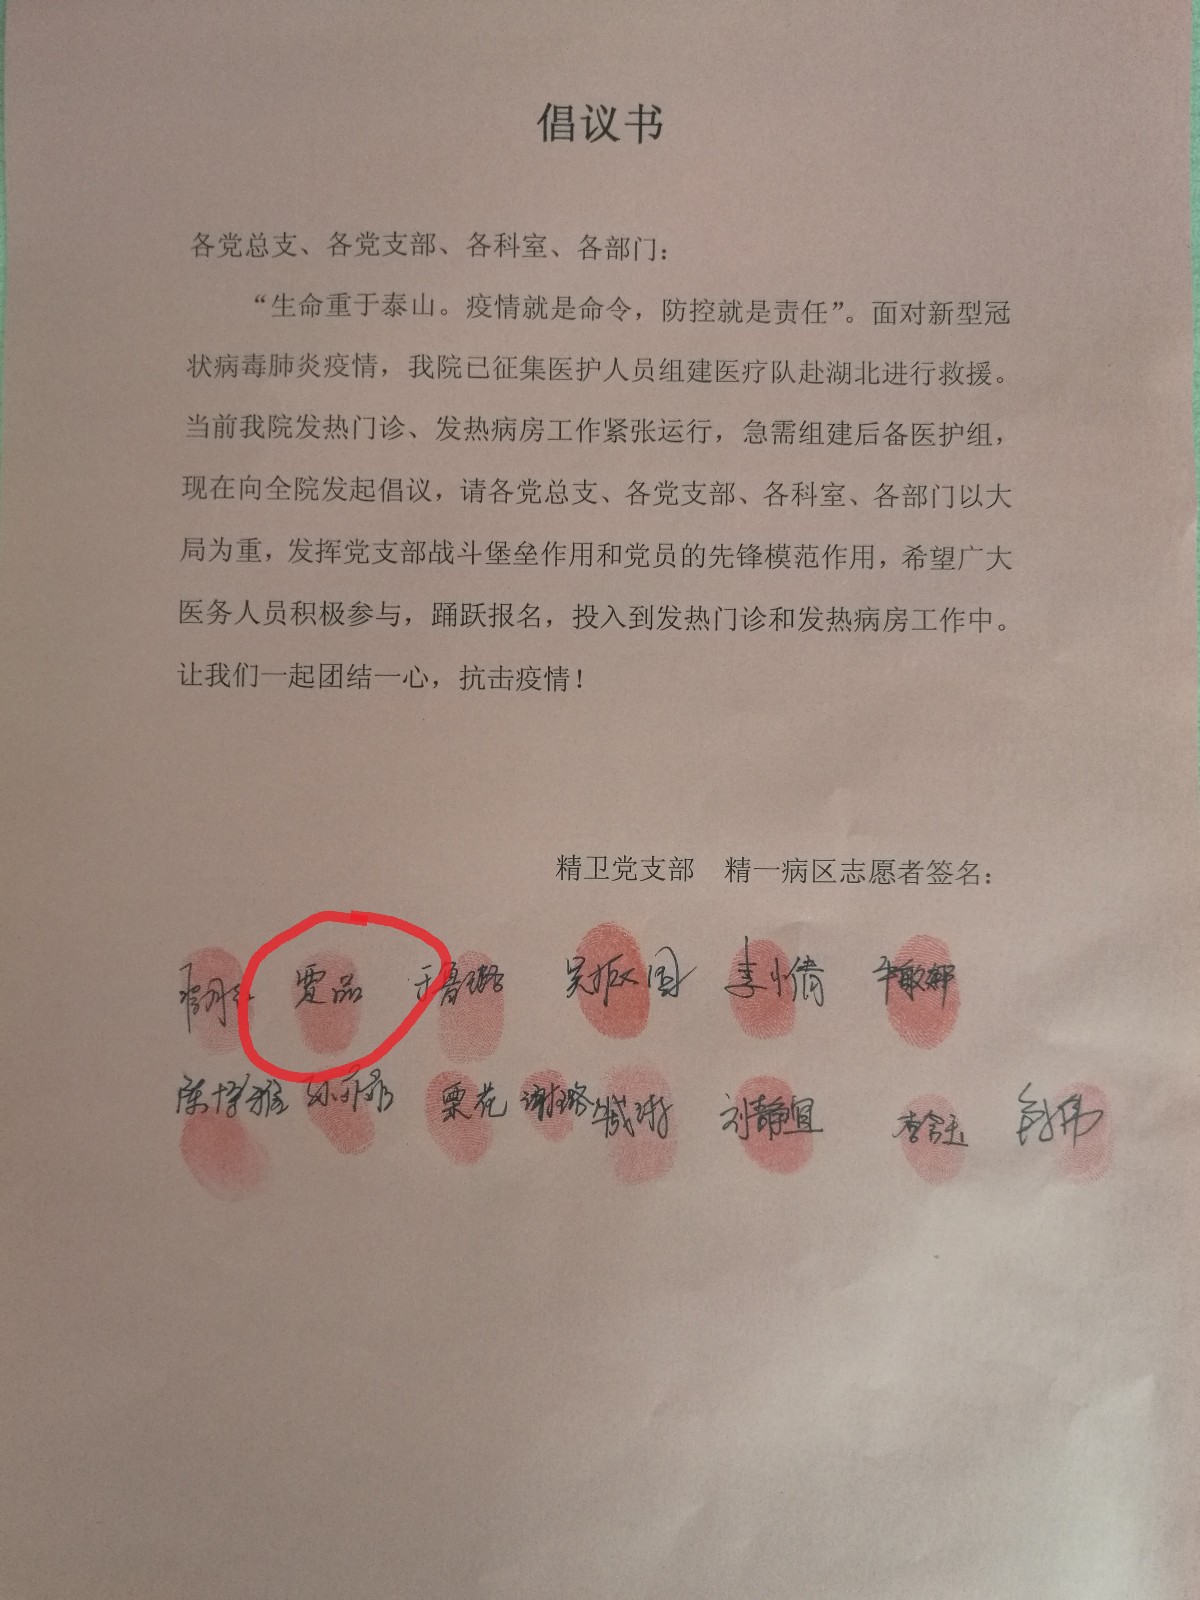 倡议书
各党总支、各党支部、各科室、各部门：
“生命重于泰山。疫情就是命令，防控就是责任”。面对新型冠
状病毒肺炎疫情，我院已征集医护人员组建医疗队赴湖北进行救援。
当前我院发热门诊、发热病房工作紧张运行，急需组建后备医护组，
现在向全院发起倡议，请各党总支、各党支部、各科室、各部门以大
局为重，发挥党支部战斗堡垒作用和党员的先锋模范作用，希望广大
医务人员积极参与，踊跃报名，投入到发热门诊和发热病房工作中。
让我们一起团结一心，抗击疫情！
精卫党支部 精一病区志愿者签名：
贾品 于鲁璐 吴振国 李小倩
栗花 谢璐 刘静宜